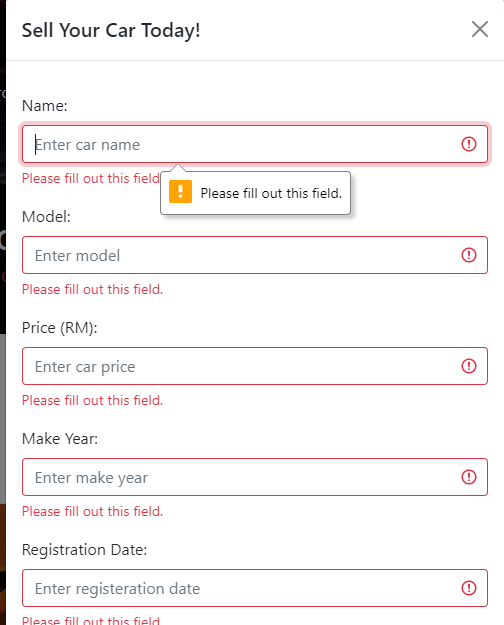 Sell Your Car Today!
Name:
Enter car name
Please fill out this field.
Please fill out this field.
Model:
Enter model
Please fill out this field.
Price (RM):
Enter car price
Please fill out this field.
Make Year:
Enter make year
Please fill out this field.
Registration Date:
Enter registeration date
Please fill out this field.